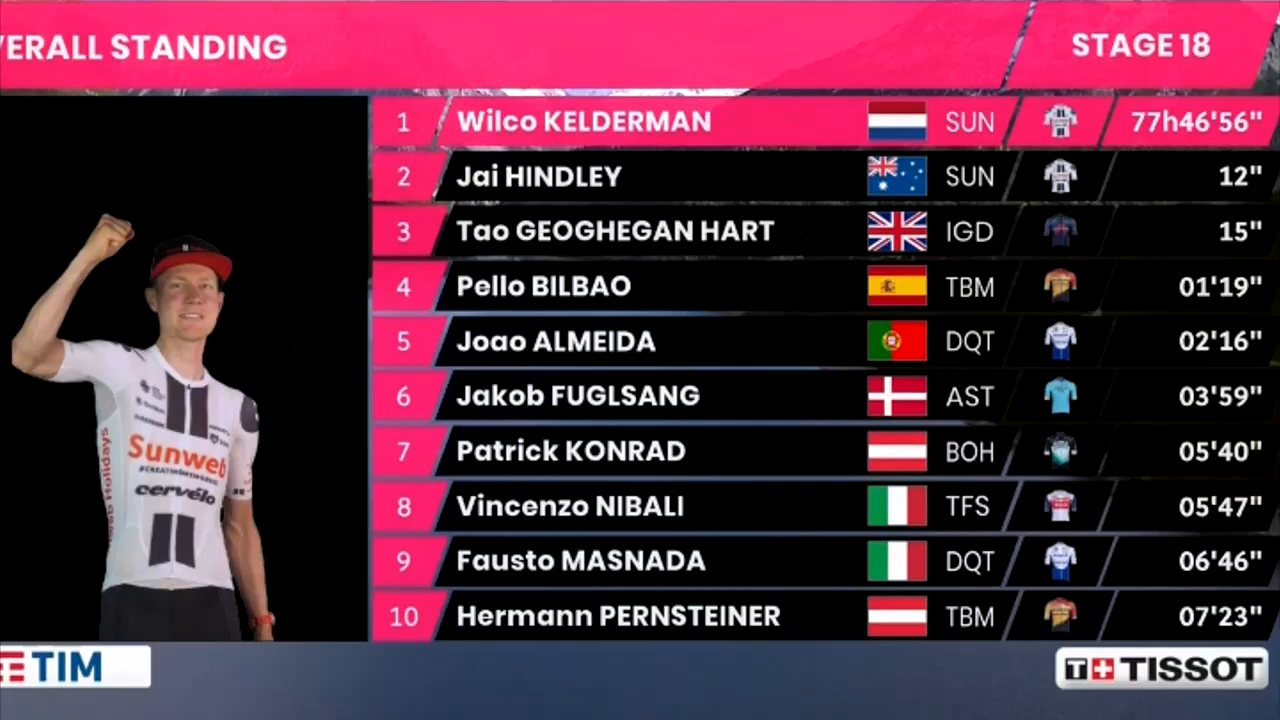 VERALL STANDING
STAGE 18
1 Wilco KELDERMAN SUN 77h46'56"
2 Jai HINDLEY SUN 12"
3 Tao GEOGHEGAN HART IGD 15"
4 Pello BILBAO TBM 01'19"
5 Joao ALMEIDA DQT 02'16"
6 Jakob FUGLSANG AST 03'59"
7 Patrick KONRAD BOH 05'40"
8 Vincenzo NIBALI TFS 05'47"
9 Fausto MASNADA DQT 06'46"
10 Hermann PERNSTEINER TBM 07'23"
Sunweb
cervélo
TIM
T+ TISSOT